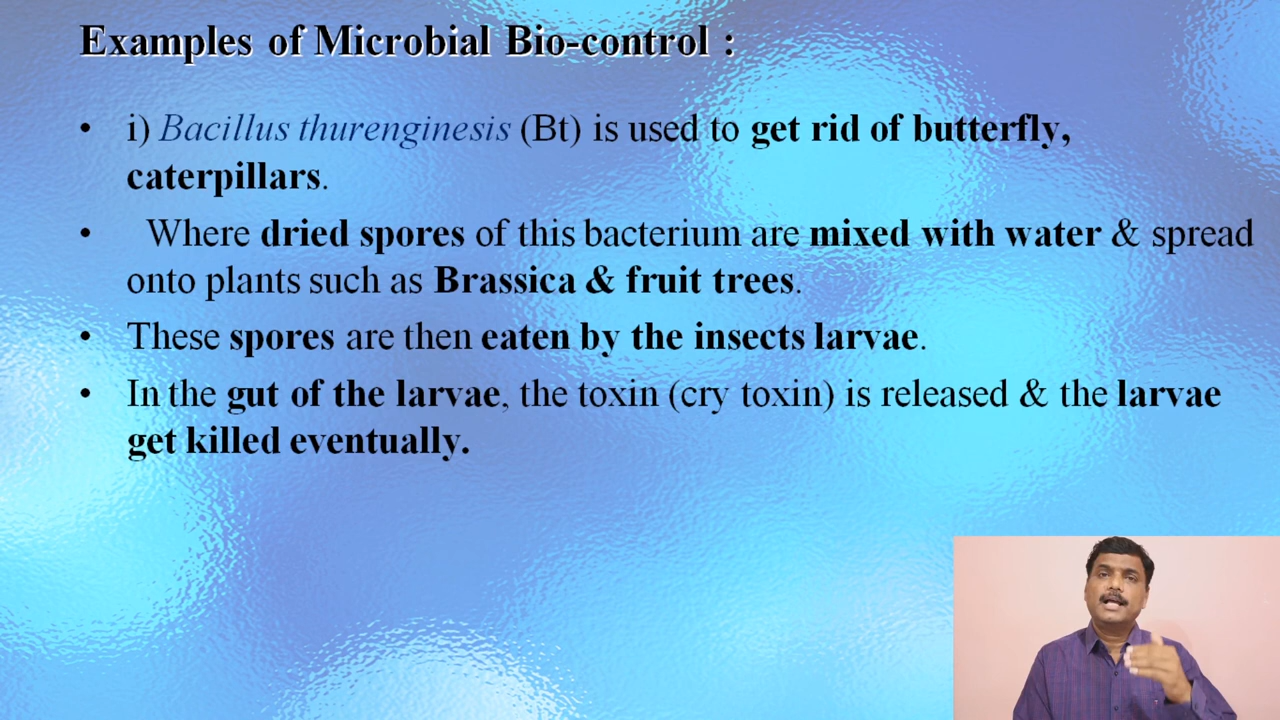 Examples of Microbial Bio-control :
• i) Bacillus thurenginesis (Bt) is used to get rid of butterfly,
caterpillars.
• Where dried spores of this bacterium are mixed with water & spread
onto plants such as Brassica & fruit trees.
• These spores are then eaten by the insects larvae.
• In the gut of the larvae, the toxin (cry toxin) is released & the larvae
get killed eventually.